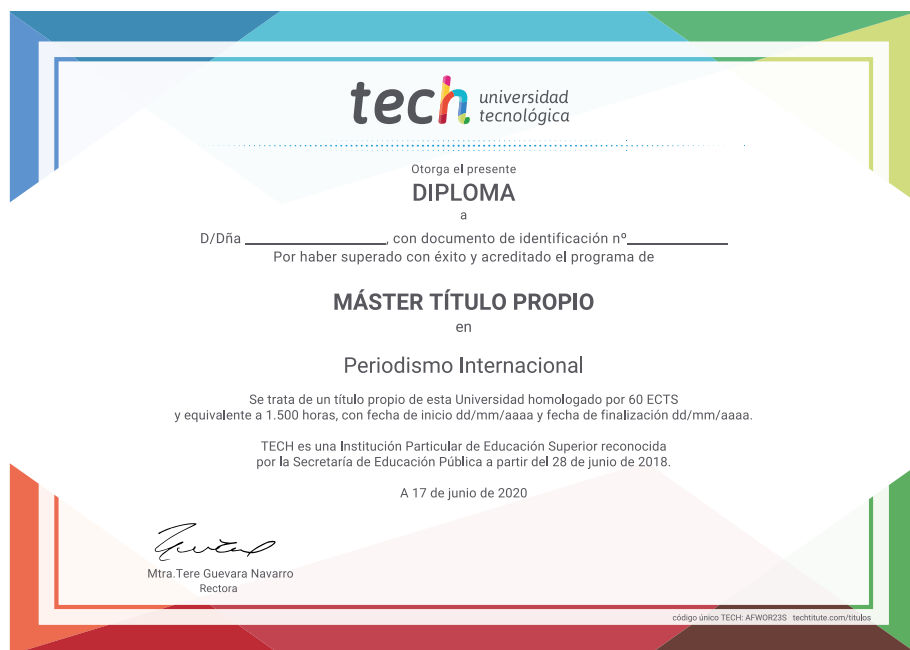 tech universidad
tecnológica
Otorga el presente
DIPLOMA
a
D/Dña ____________________, con documento de identificación nº______________
Por haber superado con éxito y acreditado el programa de
MÁSTER TÍTULO PROPIO
en
Periodismo Internacional
Se trata de un título propio de esta Universidad homologado por 60 ECTS
y equivalente a 1.500 horas, con fecha de inicio dd/mm/aaaa y fecha de finalización dd/mm/aaaa.
TECH es una Institución Particular de Educación Superior reconocida
por la Secretaría de Educación Pública a partir del 28 de junio de 2018.
A 17 de junio de 2020
Mtra.Tere Guevara Navarro
Rectora
código único TECH: AFWOR23S techtitute.com/titulos